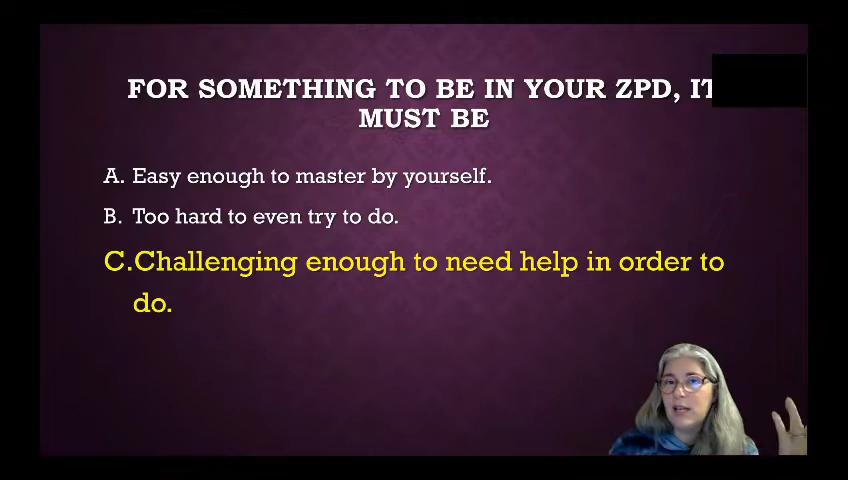 FOR SOMETHING TO BE IN YOUR ZPD, IT
MUST BE
A. Easy enough to master by yourself.
B. Too hard to even try to do.
C.Challenging enough to need help in order to
do.